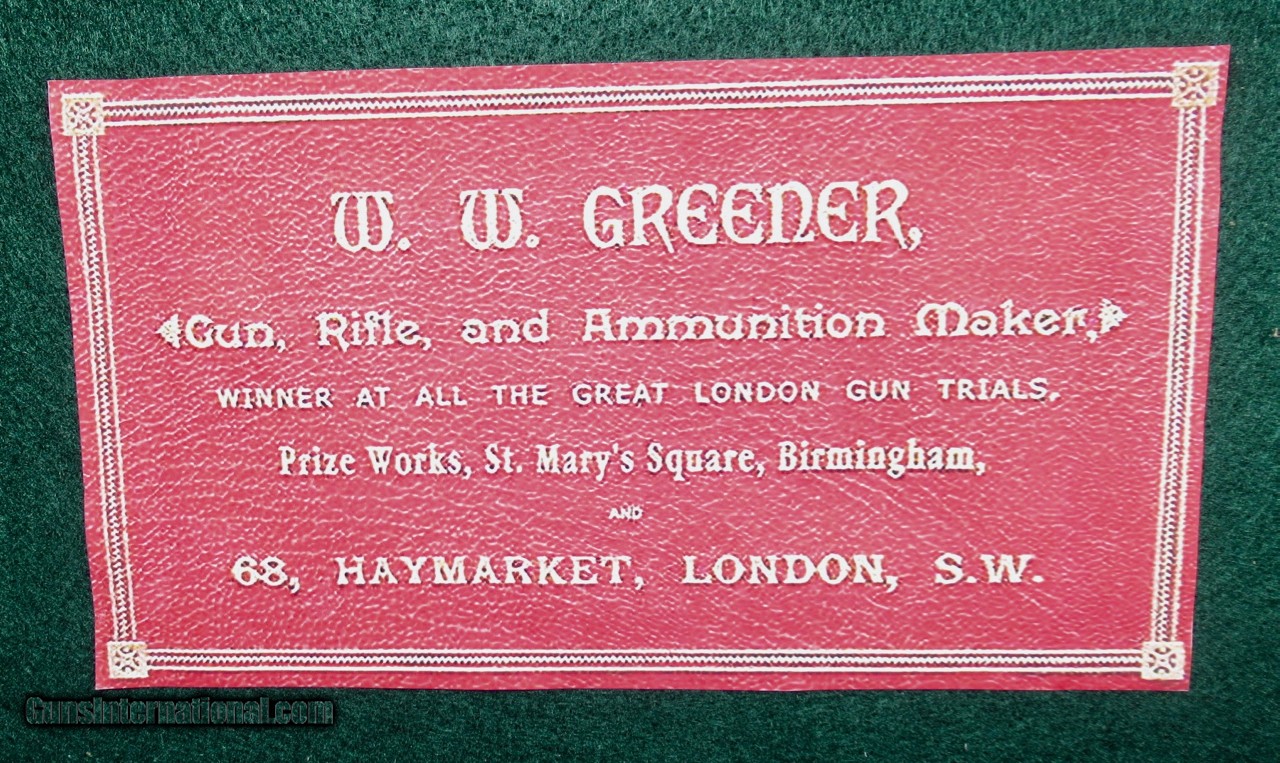 W. W. GREENER,
Gun, Rifle, and Ammunition Maker,
WINNER AT ALL THE GREAT LONDON GUN TRIALS.
Prize Works, St. Mary's Square, Birmingham,
AND
68, HAYMARKET, LONDON, S.W.
GunsInternational.com